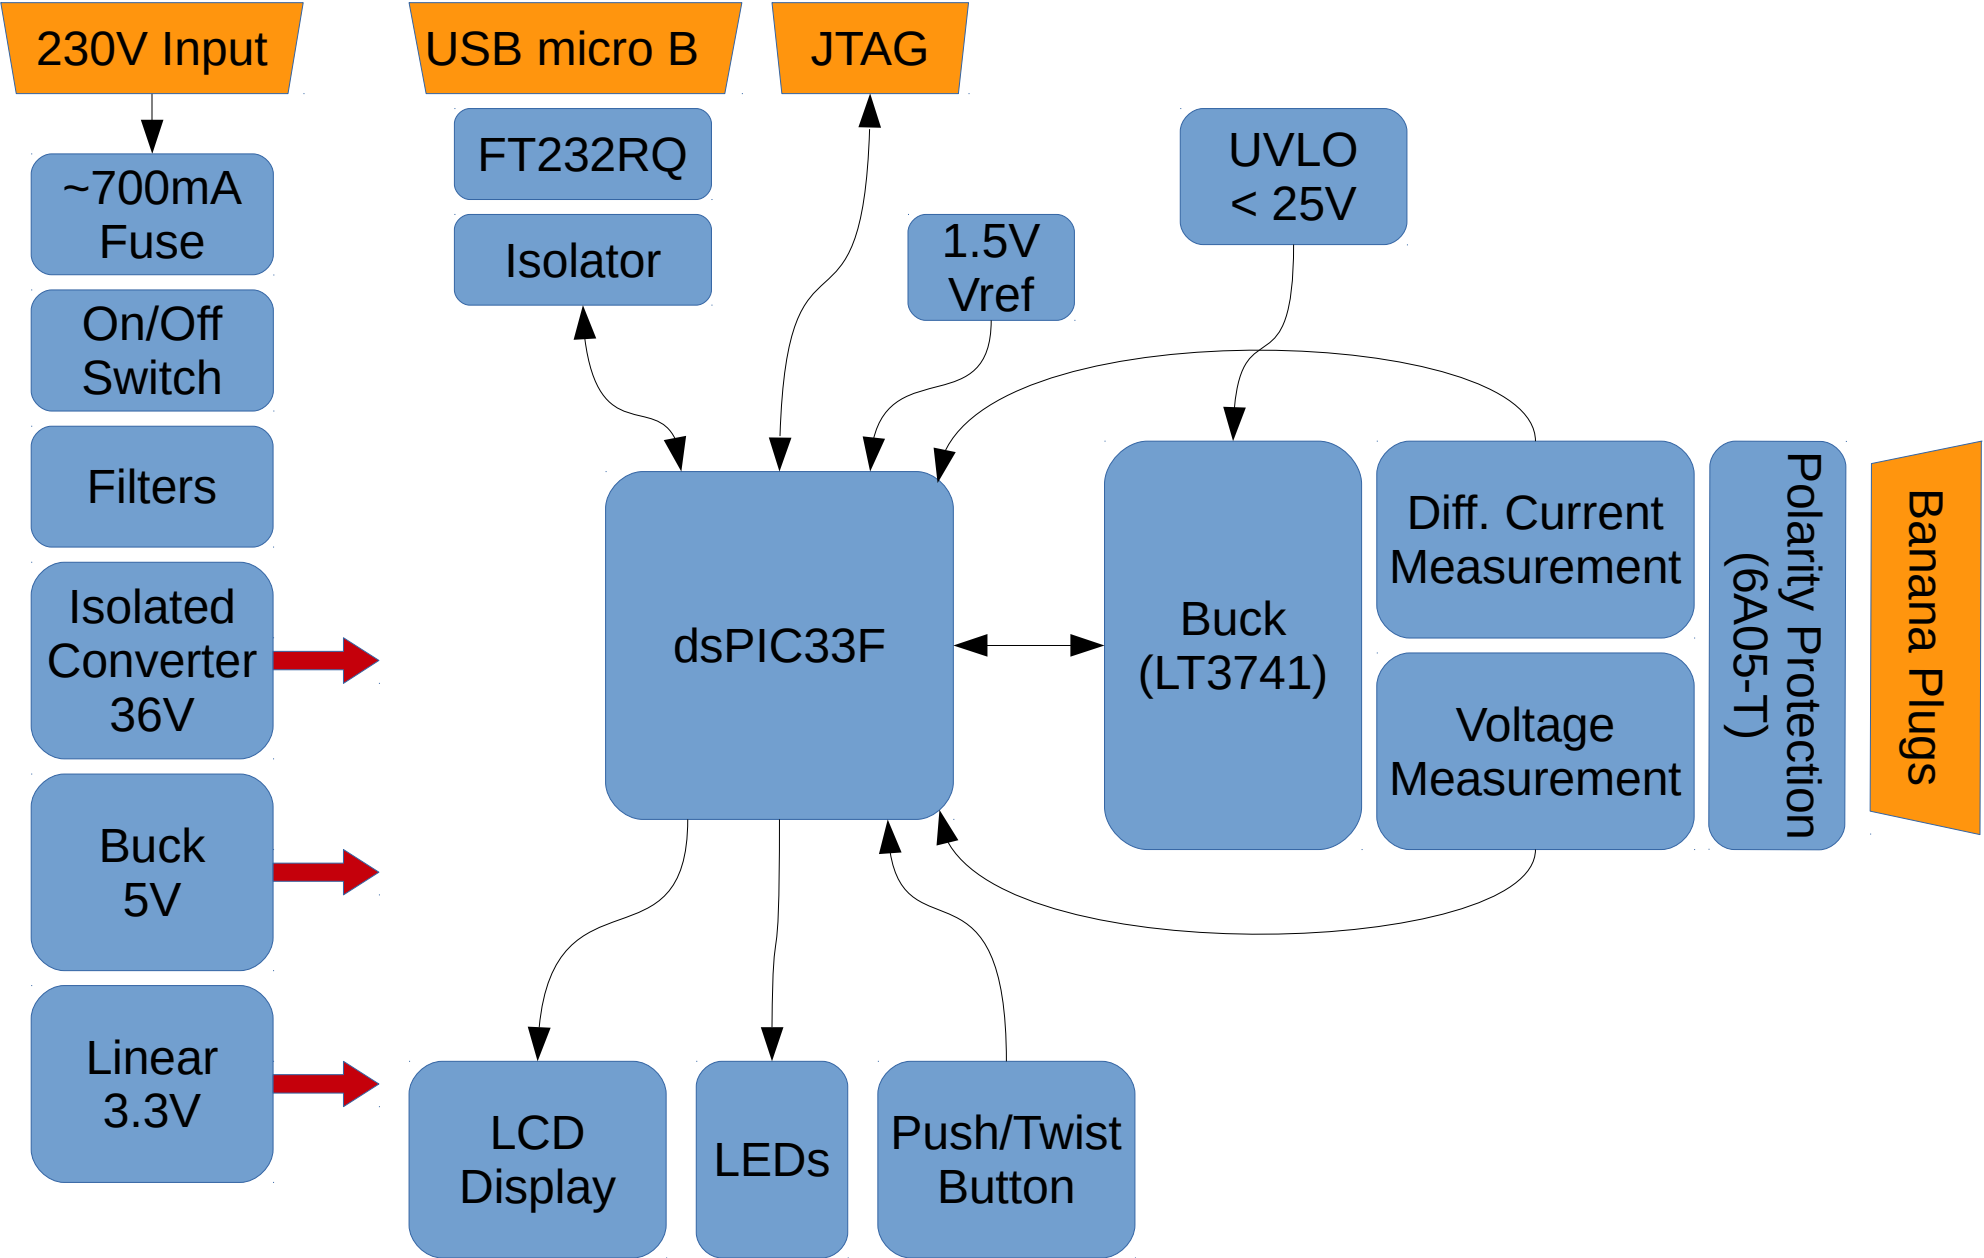 230V Input
~700mA
Fuse
On/Off
Switch
Filters
Isolated
Converter
36V
Buck
5V
Linear
3.3V
USB micro B
FT232RQ
Isolator
JTAG
1.5V
Vref
UVLO
< 25V
dsPIC33F
Buck
(LT3741)
Diff. Current
Measurement
Voltage
Measurement
Polarity Protection
(6A05-T)
Banana Plugs
LCD
Display
LEDs
Push/Twist
Button